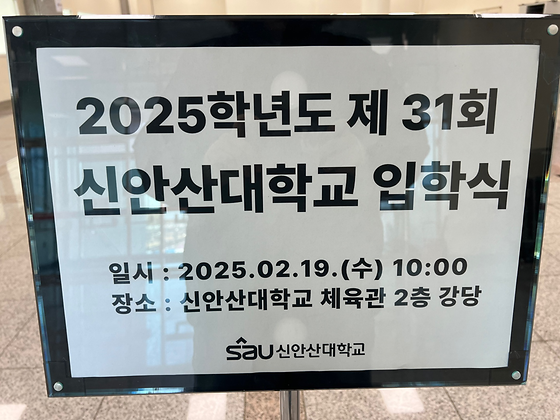 2025학년도 제 31회
신안산대학교 입학식
일시 : 2025.02.19.(수) 10:00
장소 : 신안산대학교 체육관 2층 강당
sau 신안산대학교